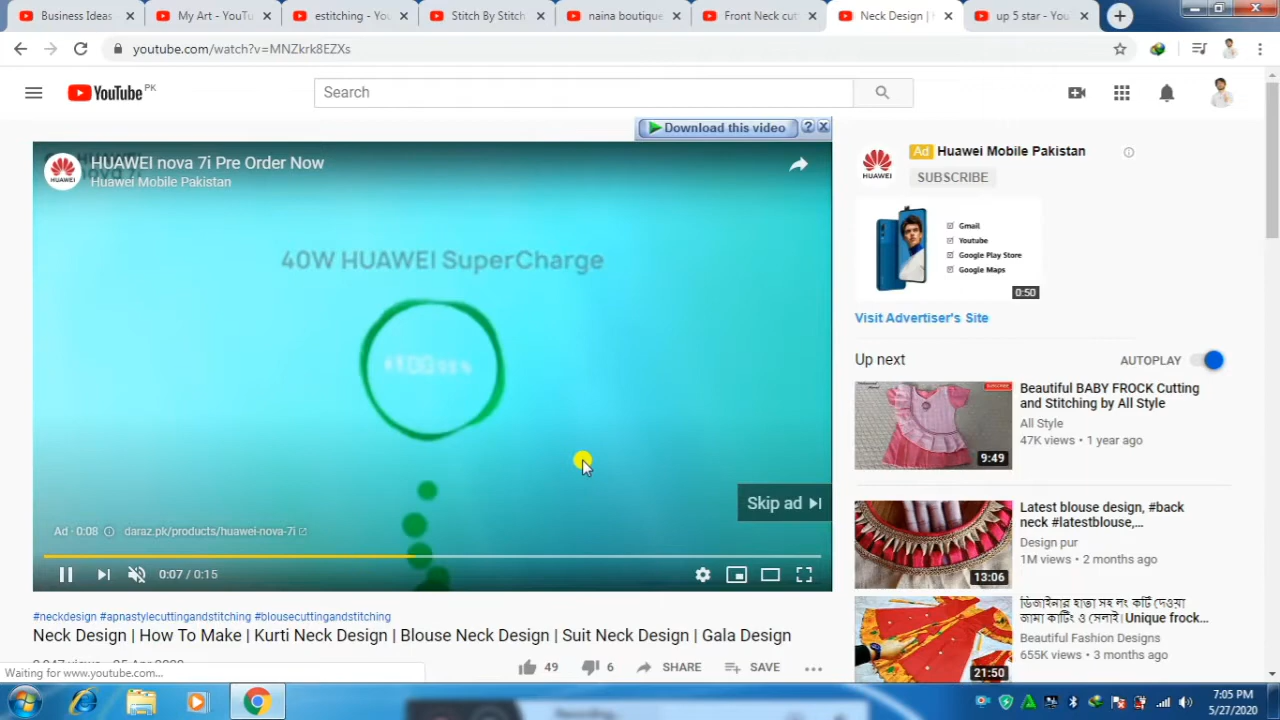 Business Ideas
My Art - YouTu
estitching - You
Stitch By Stitc
naina boutique
Front Neck cut
Neck Design |
up 5 star - You
youtube.com/watch?v=MNZkrk8EZXs
YouTube PK
Search
Download this video
HUAWEI nova 7i Pre Order Now
Huawei Mobile Pakistan
40W HUAWEI SuperCharge
Skip ad
Ad · 0:08 daraz.pk/products/huawei-nova-7i
0:07 / 0:15
#neckdesign #apnastylecuttingandstitching #blousecuttingandstitching
Neck Design | How To Make | Kurti Neck Design | Blouse Neck Design | Suit Neck Design | Gala Design
49
6
SHARE
SAVE
Waiting for www.youtube.com...
Ad Huawei Mobile Pakistan
SUBSCRIBE
HUAWEI
Gmail
Youtube
Google Play Store
Google Maps
0:50
Visit Advertiser's Site
Up next
AUTOPLAY
Beautiful BABY FROCK Cutting
and Stitching by All Style
All Style
47K views • 1 year ago
9:49
Latest blouse design, #back
neck #latestblouse,...
Design pur
1M views • 2 months ago
13:06
ডিজাইনার হাতা সহ লং কটি দেওয়া
জামা কাটিং ও সেলাই।Unique frock...
Beautiful Fashion Designs
655K views • 3 months ago
21:50
7:05 PM
5/27/2020